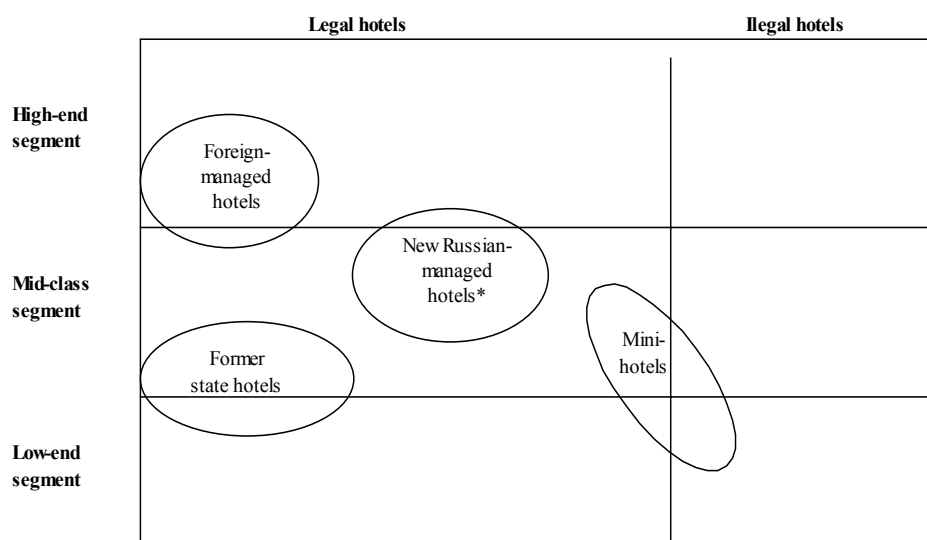 Legal hotels
Illegal hotels
High-end
segment
Foreign-
managed
hotels
New Russian-
managed
hotels*
Mid-class
segment
Mini-
hotels
Former
state hotels
Low-end
segment